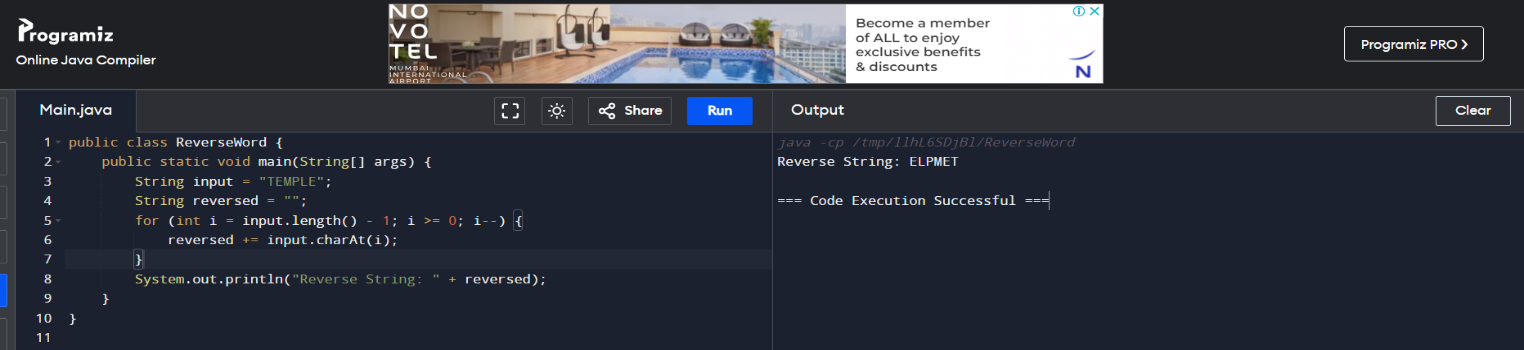 Programiz
Online Java Compiler
NO
VO
TEL
MUMBAI
INTERNATIONAL
AIRPORT
Become a member
of ALL to enjoy
exclusive benefits
& discounts
N
Programiz PRO >
Main.java
Share
Run
Output
Clear
1 public class ReverseWord {
2 public static void main(String[] args) {
3 String input = "TEMPLE";
4 String reversed = "";
5 for (int i = input.length() - 1; i >= 0; i--) {
6 reversed += input.charAt(i);
7 }
8 System.out.println("Reverse String: " + reversed);
9 }
10 }
11
java -cp /tmp/llhL6SDjBl/ReverseWord
Reverse String: ELPMET
=== Code Execution Successful ===